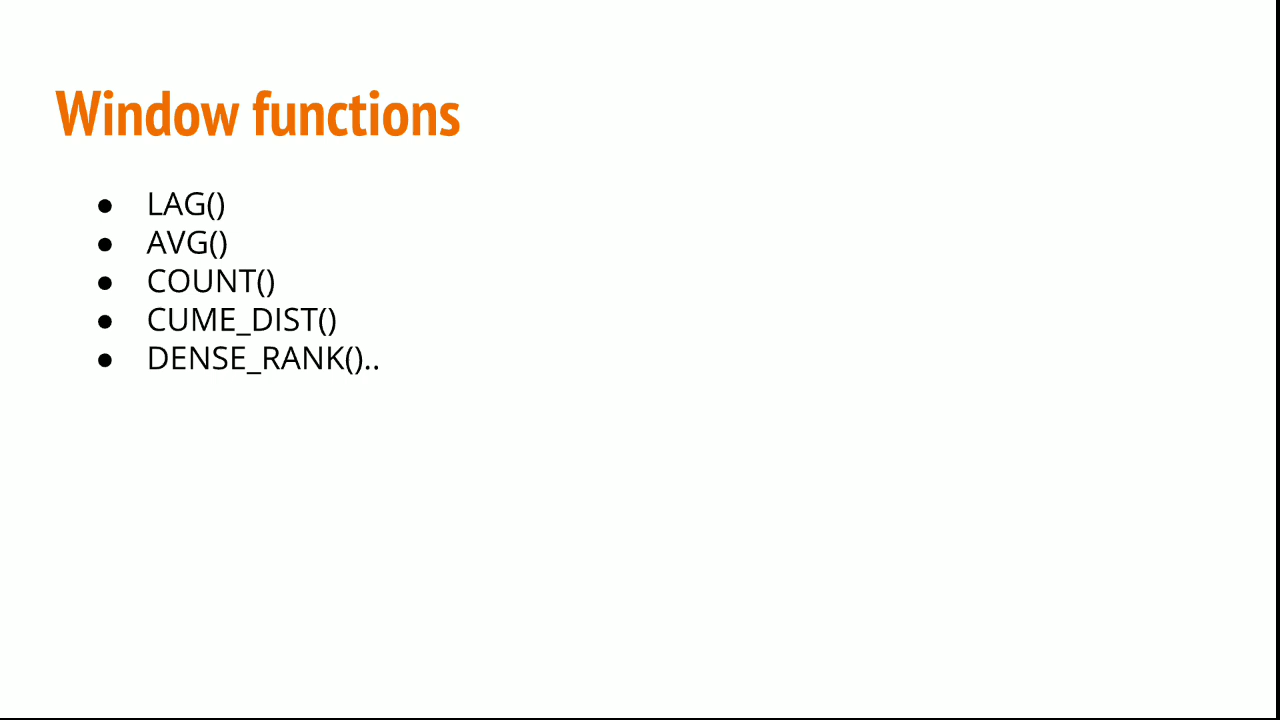 Window functions
● LAG()
● AVG()
● COUNT()
● CUME_DIST()
● DENSE_RANK()..